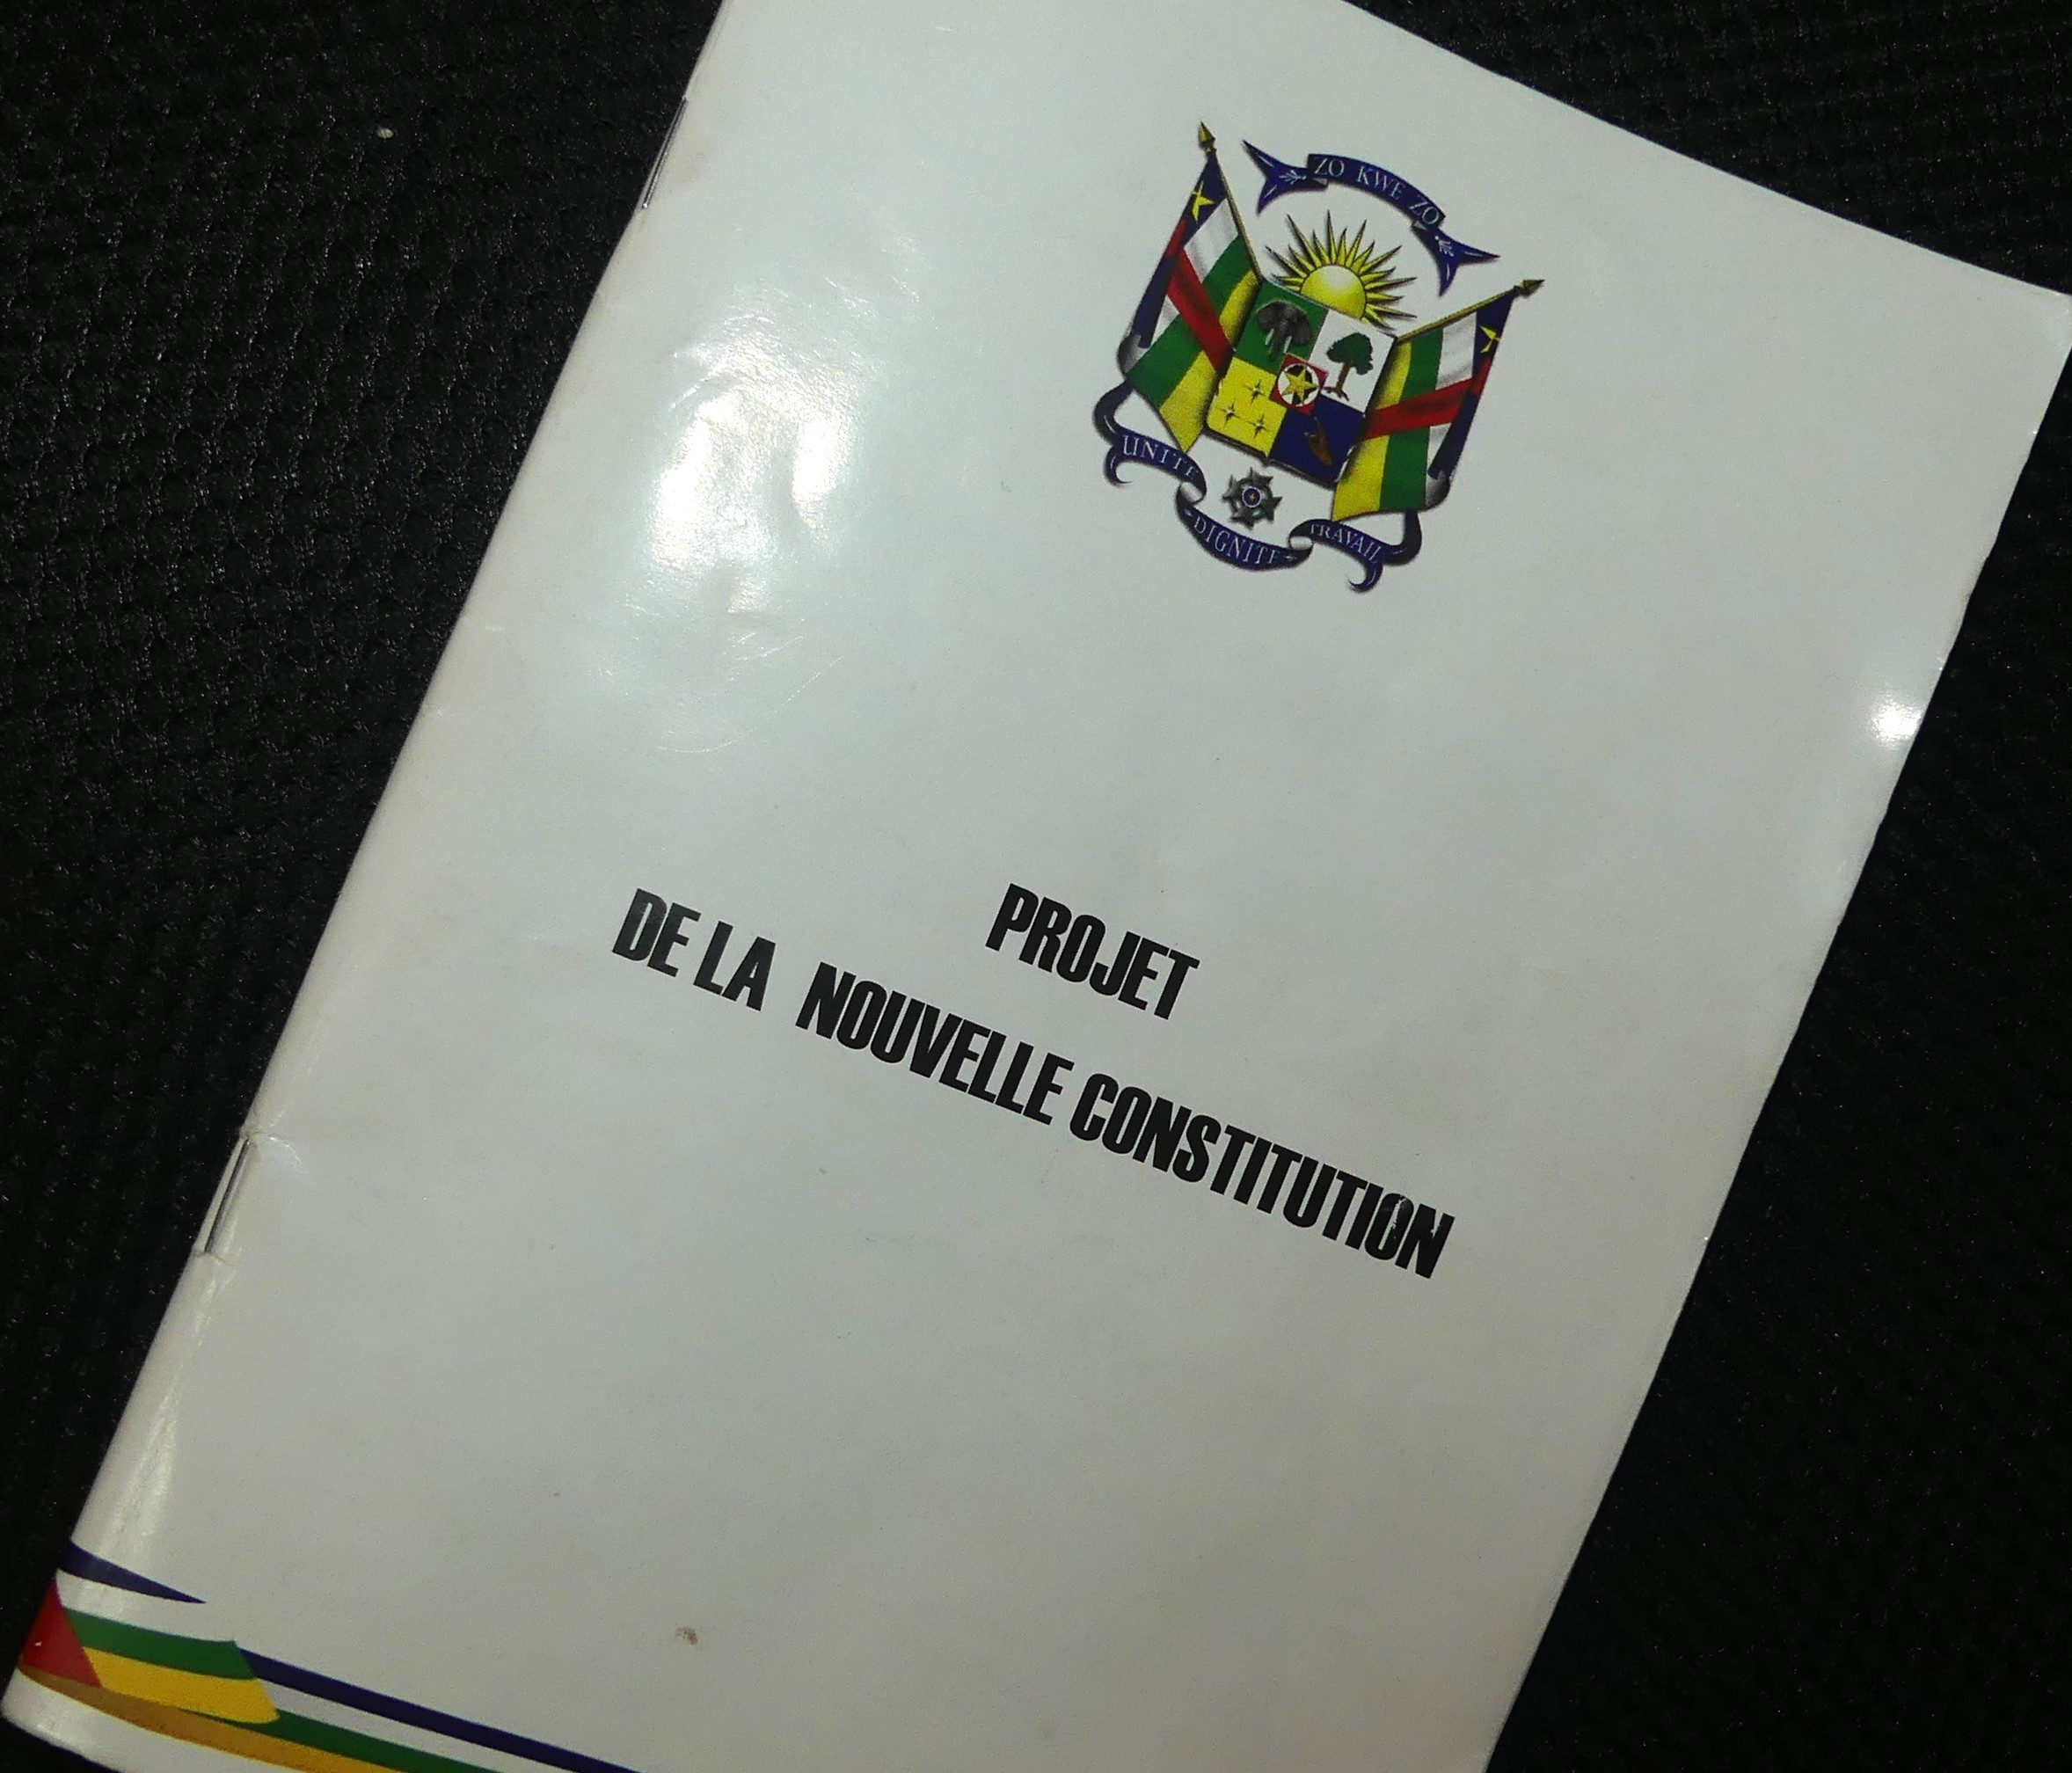 ZO KWE ZO
UNITE
DIGNITE
TRAVAIL
PROJET
DE LA NOUVELLE CONSTITUTION